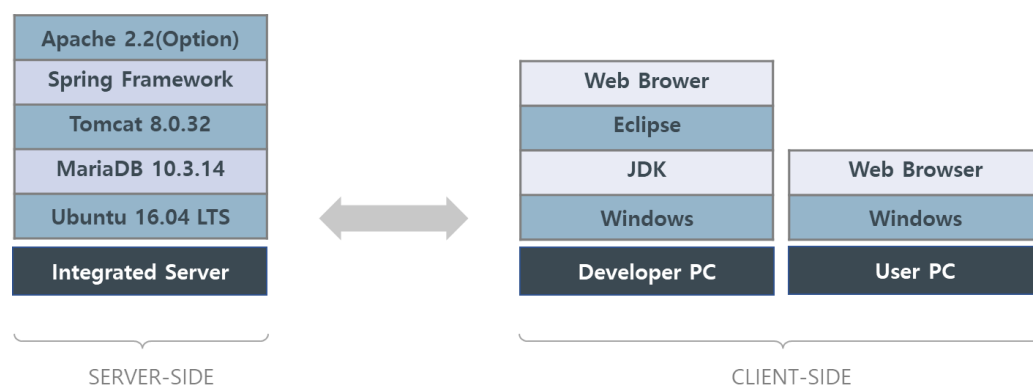 Apache 2.2(Option)
Spring Framework
Tomcat 8.0.32
MariaDB 10.3.14
Ubuntu 16.04 LTS
Integrated Server
SERVER-SIDE
Web Brower
Eclipse
JDK
Windows
Developer PC
Web Browser
Windows
User PC
CLIENT-SIDE